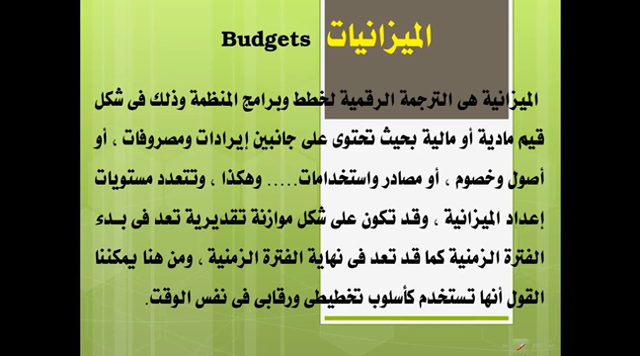 الميزانيات Budgets
الميزانية هى الترجمة الرقمية لخطط وبرامج المنظمة وذلك فى شكل
قيم مادية أو مالية بحيث تحتوى على جانبين إيرادات ومصروفات ، أو
أصول وخصوم ، أو مصادر واستخدامات..... وهكذا ، وتتعدد مستويات
إعداد الميزانية ، وقد تكون على شكل موازنة تقديرية تعد فى بدء
الفترة الزمنية كما قد تعد فى نهاية الفترة الزمنية ، ومن هنا يمكننا
القول أنها تستخدم كأسلوب تخطيطى ورقابى فى نفس الوقت.